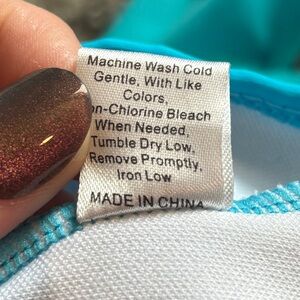 Machine Wash Cold
Gentle, With Like
Colors,
on-Chlorine Bleach
When Needed,
Tumble Dry Low,
Remove Promptly,
Iron Low
MADE IN CHINA